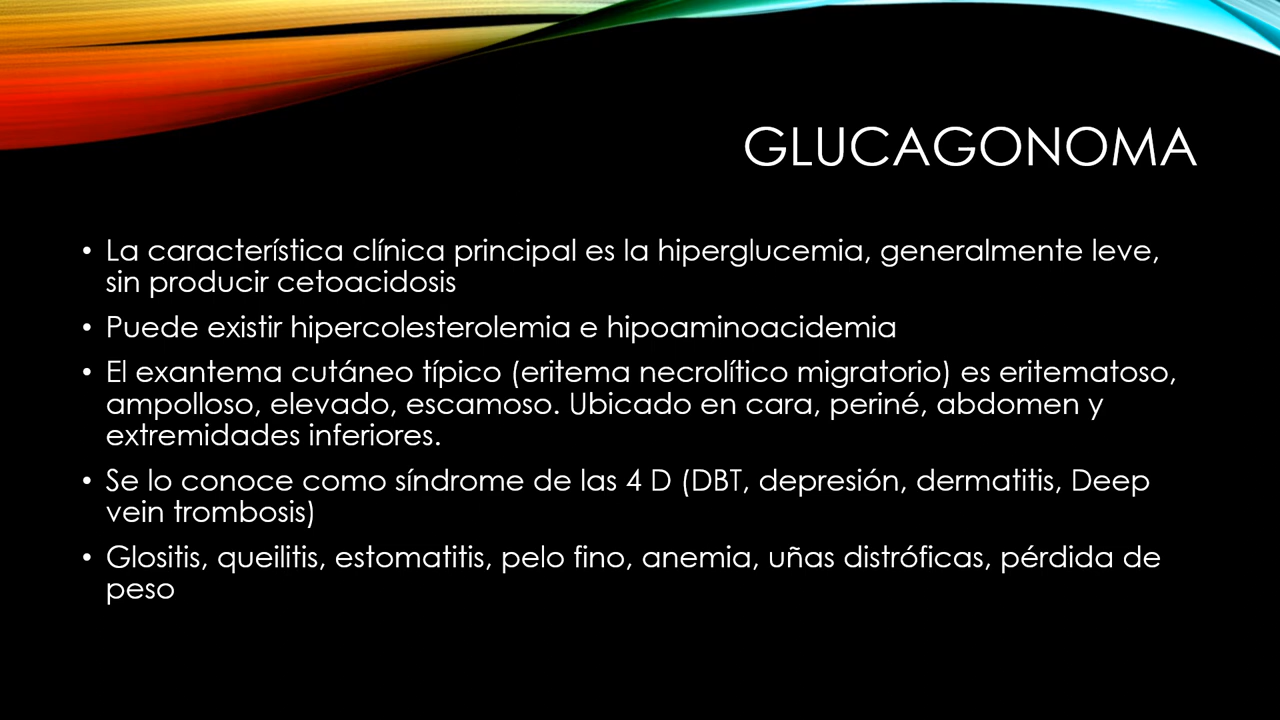 GLUCAGONOMA
• La característica clínica principal es la hiperglucemia, generalmente leve,
sin producir cetoacidosis
• Puede existir hipercolesterolemia e hipoaminoacidemia
• El exantema cutáneo típico (eritema necrolítico migratorio) es eritematoso,
ampolloso, elevado, escamoso. Ubicado en cara, periné, abdomen y
extremidades inferiores.
• Se lo conoce como síndrome de las 4 D (DBT, depresión, dermatitis, Deep
vein trombosis)
• Glositis, queilitis, estomatitis, pelo fino, anemia, uñas distróficas, pérdida de
peso